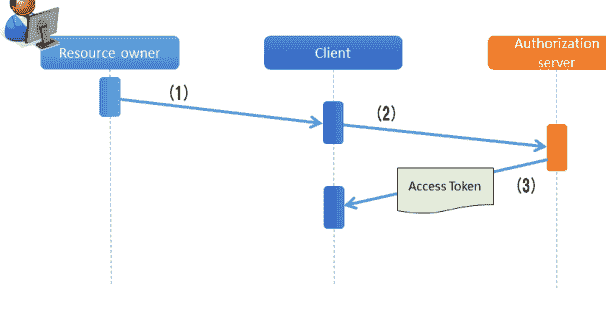 Resource owner
Client
Authorization
server
(1)
(2)
Access Token
(3)